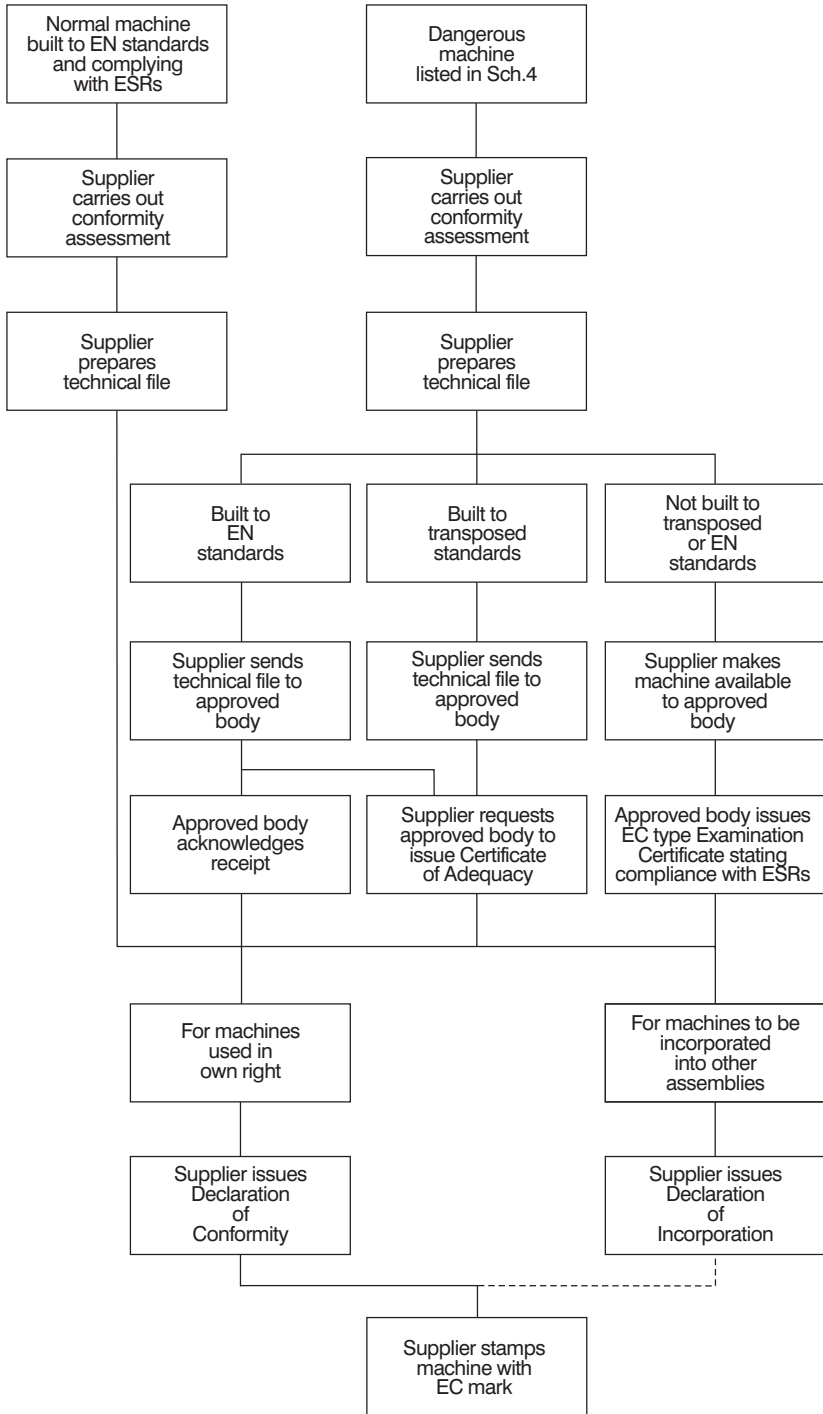 Normal machine
built to EN standards
and complying
with ESRs
Dangerous
machine
listed in Sch.4
Supplier
carries out
conformity
assessment
Supplier
carries out
conformity
assessment
Supplier
prepares
technical file
Supplier
prepares
technical file
Built to
EN
standards
Built to
transposed
standards
Not built to
transposed
or EN
standards
Supplier sends
technical file to
approved
body
Supplier sends
technical file to
approved
body
Supplier makes
machine available
to approved
body
Approved body
acknowledges
receipt
Supplier requests
approved body to
issue Certificate
of Adequacy
Approved body issues
EC type Examination
Certificate stating
compliance with ESRs
For machines
used in
own right
For machines to be
incorporated
into other
assemblies
Supplier issues
Declaration
of
Conformity
Supplier issues
Declaration
of
Incorporation
Supplier stamps
machine with
EC mark